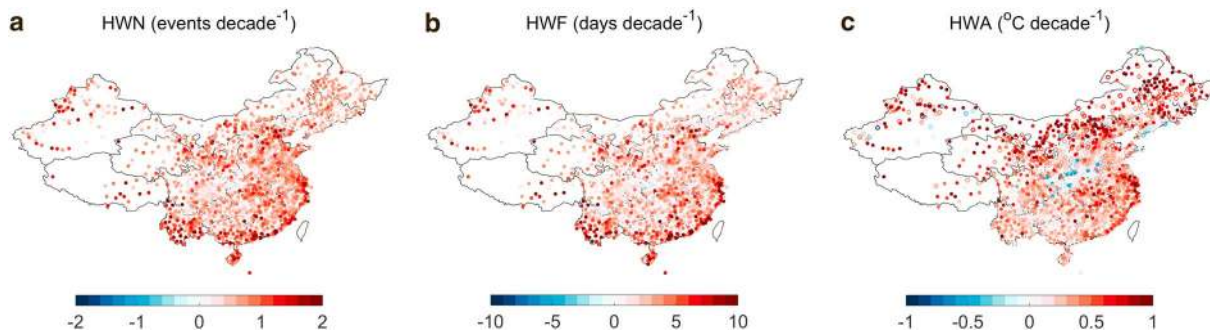 a HWN (events decade⁻¹)
b HWF (days decade⁻¹)
c HWA (°C decade⁻¹)
-2 -1 0 1 2
-10 -5 0 5 10
-1 -0.5 0 0.5 1